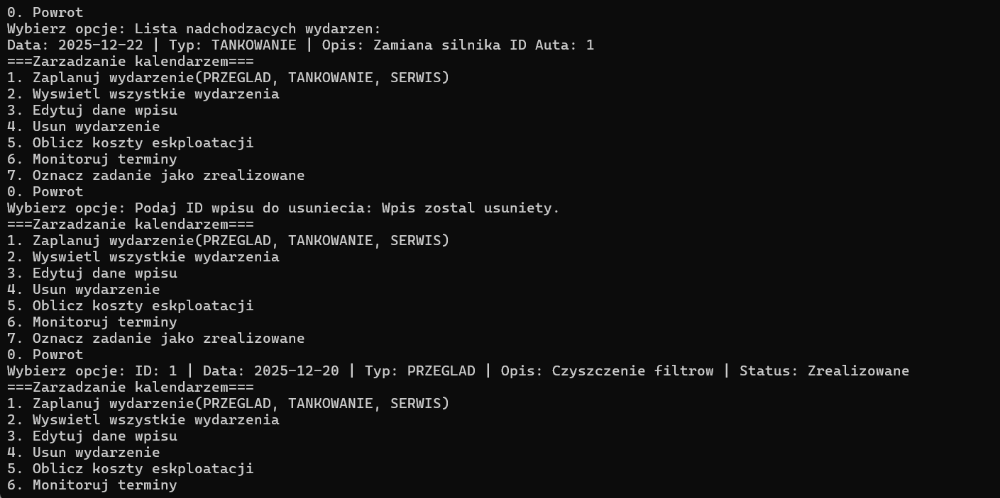 0. Powrot
Wybierz opcje: Lista nadchodzacych wydarzen:
Data: 2025-12-22 | Typ: TANKOWANIE | Opis: Zamiana silnika ID Auta: 1
===Zarzadzanie kalendarzem===
1. Zaplanuj wydarzenie(PRZEGLAD, TANKOWANIE, SERWIS)
2. Wyswietl wszystkie wydarzenia
3. Edytuj dane wpisu
4. Usun wydarzenie
5. Oblicz koszty eskploatacji
6. Monitoruj terminy
7. Oznacz zadanie jako zrealizowane
0. Powrot
Wybierz opcje: Podaj ID wpisu do usuniecia: Wpis zostal usuniety.
===Zarzadzanie kalendarzem===
1. Zaplanuj wydarzenie(PRZEGLAD, TANKOWANIE, SERWIS)
2. Wyswietl wszystkie wydarzenia
3. Edytuj dane wpisu
4. Usun wydarzenie
5. Oblicz koszty eskploatacji
6. Monitoruj terminy
7. Oznacz zadanie jako zrealizowane
0. Powrot
Wybierz opcje: ID: 1 | Data: 2025-12-20 | Typ: PRZEGLAD | Opis: Czyszczenie filtrow | Status: Zrealizowane
===Zarzadzanie kalendarzem===
1. Zaplanuj wydarzenie(PRZEGLAD, TANKOWANIE, SERWIS)
2. Wyswietl wszystkie wydarzenia
3. Edytuj dane wpisu
4. Usun wydarzenie
5. Oblicz koszty eskploatacji
6. Monitoruj terminy